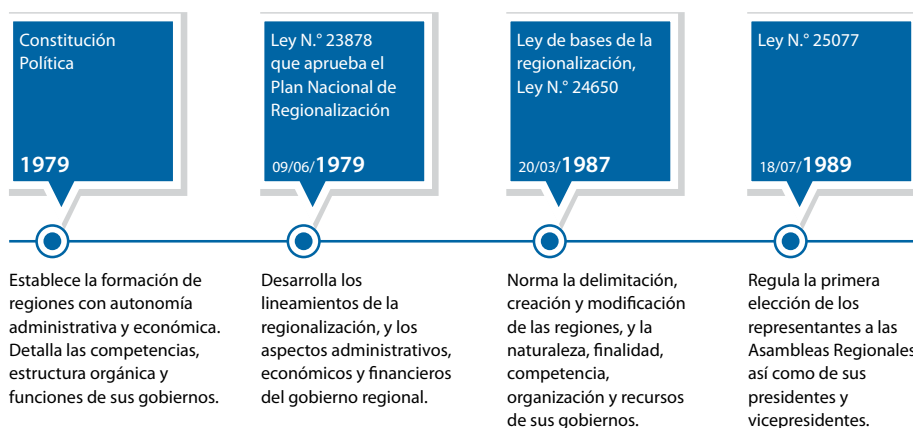 Constitución
Política
1979
Ley N.° 23878
que aprueba el
Plan Nacional de
Regionalización
09/06/1979
Ley de bases de la
regionalización,
Ley N.° 24650
20/03/1987
Ley N.° 25077
18/07/1989
Establece la formación de
regiones con autonomía
administrativa y económica.
Detalla las competencias,
estructura orgánica y
funciones de sus gobiernos.
Desarrolla los
lineamientos de la
regionalización, y los
aspectos administrativos,
económicos y financieros
del gobierno regional.
Norma la delimitación,
creación y modificación
de las regiones, y la
naturaleza, finalidad,
competencia,
organización y recursos
de sus gobiernos.
Regula la primera
elección de los
representantes a las
Asambleas Regionales
así como de sus
presidentes y
vicepresidentes.